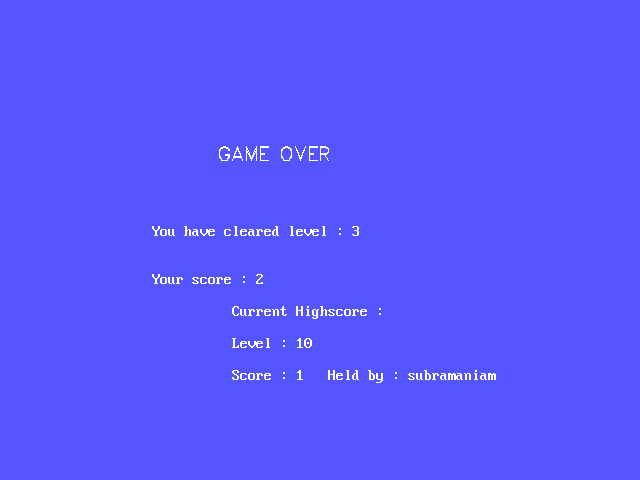 GAME OVER
You have cleared level : 3
Your score : 2
Current Highscore :
Level : 10
Score : 1   Held by : subramaniam